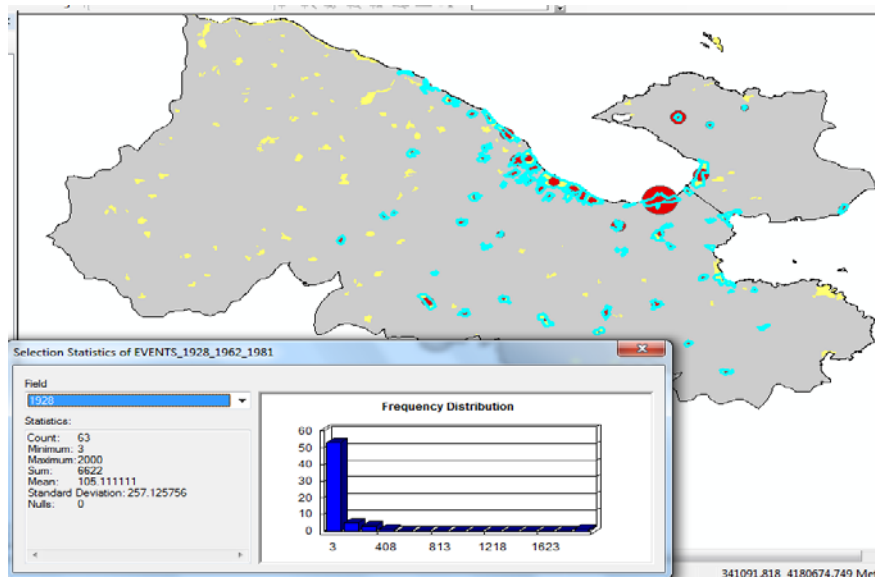 Selection Statistics of EVENTS_1928_1962_1981
Field
1928
Statistics:
Count: 63
Minimum: 3
Maximum: 2000
Sum: 6622
Mean: 105.111111
Standard Deviation: 257.125756
Nulls: 0
Frequency Distribution
60
50
40
30
20
10
0
3 408 813 1218 1623
341091,818 4180674,749 Met